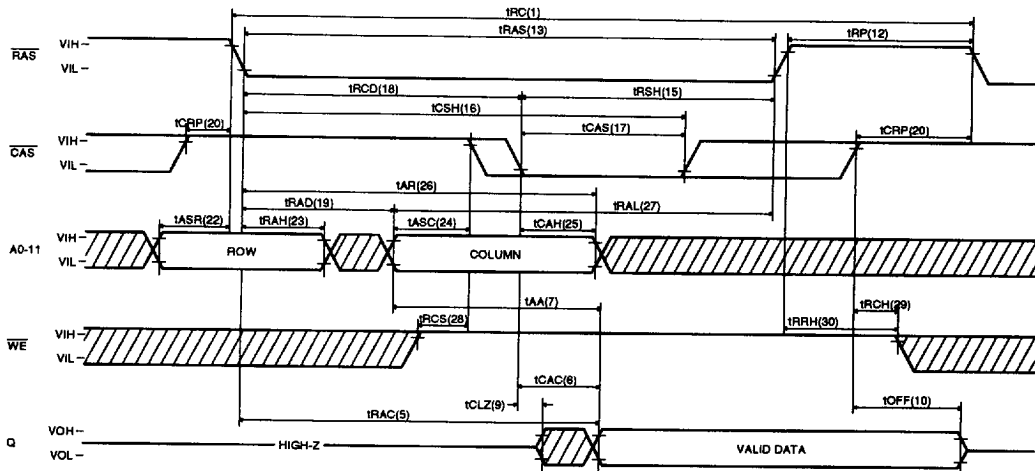 tRC(1)
tRAS(13)
tRP(12)
RAS
VIH
VIL
tRCD(18)
tRSH(15)
tCSH(16)
tCRP(20)
tCAS(17)
tCRP(20)
CAS
VIH
VIL
tAR(26)
tRAD(19)
tRAL(27)
tASR(22)
tRAH(23)
tASC(24)
tCAH(25)
A0-11
VIH
VIL
ROW
COLUMN
tAA(7)
tRCS(28)
tRCH(29)
tRRH(30)
WE
VIH
VIL
tCAC(6)
tCLZ(9)
tOFF(10)
tRAC(5)
Q
VOH
VOL
HIGH-Z
VALID DATA